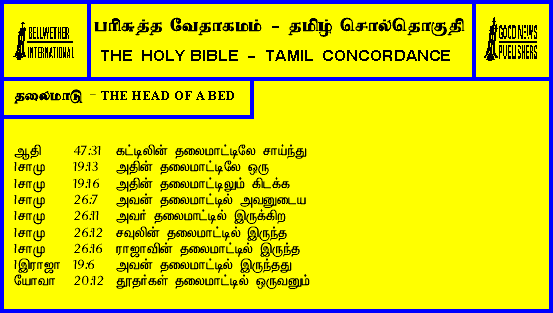 BELLWETHER
INTERNATIONAL
பரிசுத்த வேதாகமம் - தமிழ் சொல்தொகுதி
THE HOLY BIBLE - TAMIL CONCORDANCE
GOOD NEWS
PUBLISHERS
தலைமாடு - THE HEAD OF A BED
ஆதி 47:31 கட்டிலின் தலைமாட்டிலே சாய்ந்து
1சாமு 19:13 அதின் தலைமாட்டிலே ஒரு
1சாமு 19:16 அதின் தலைமாட்டிலும் கிடக்க
1சாமு 26:7 அவன் தலைமாட்டில் அவனுடைய
1சாமு 26:11 அவர் தலைமாட்டில் இருக்கிற
1சாமு 26:12 சவுலின் தலைமாட்டில் இருந்த
1சாமு 26:16 ராஜாவின் தலைமாட்டில் இருந்த
1இராஜா 19:6 அவன் தலைமாட்டில் இருந்தது
யோவா 20:12 தூதர்கள் தலைமாட்டில் ஒருவனும்